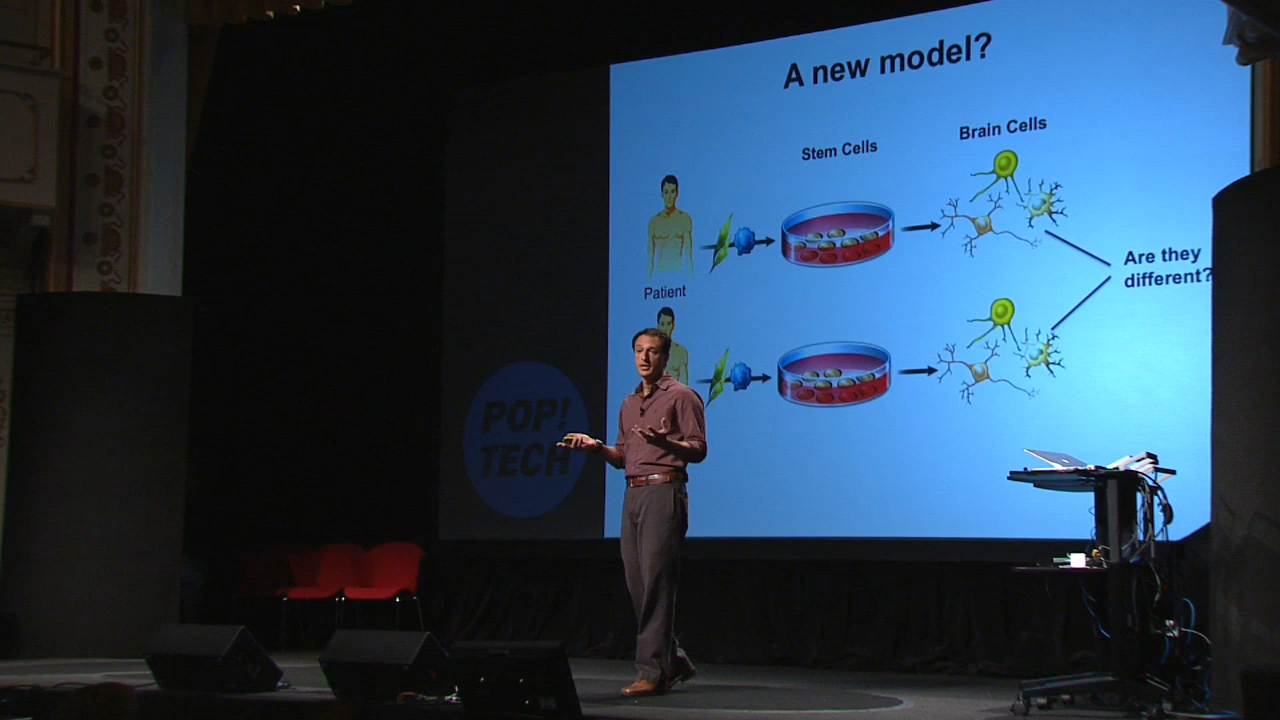 A new model?
Brain Cells
Stem Cells
Are they
different?
Patient
POP!
TECH